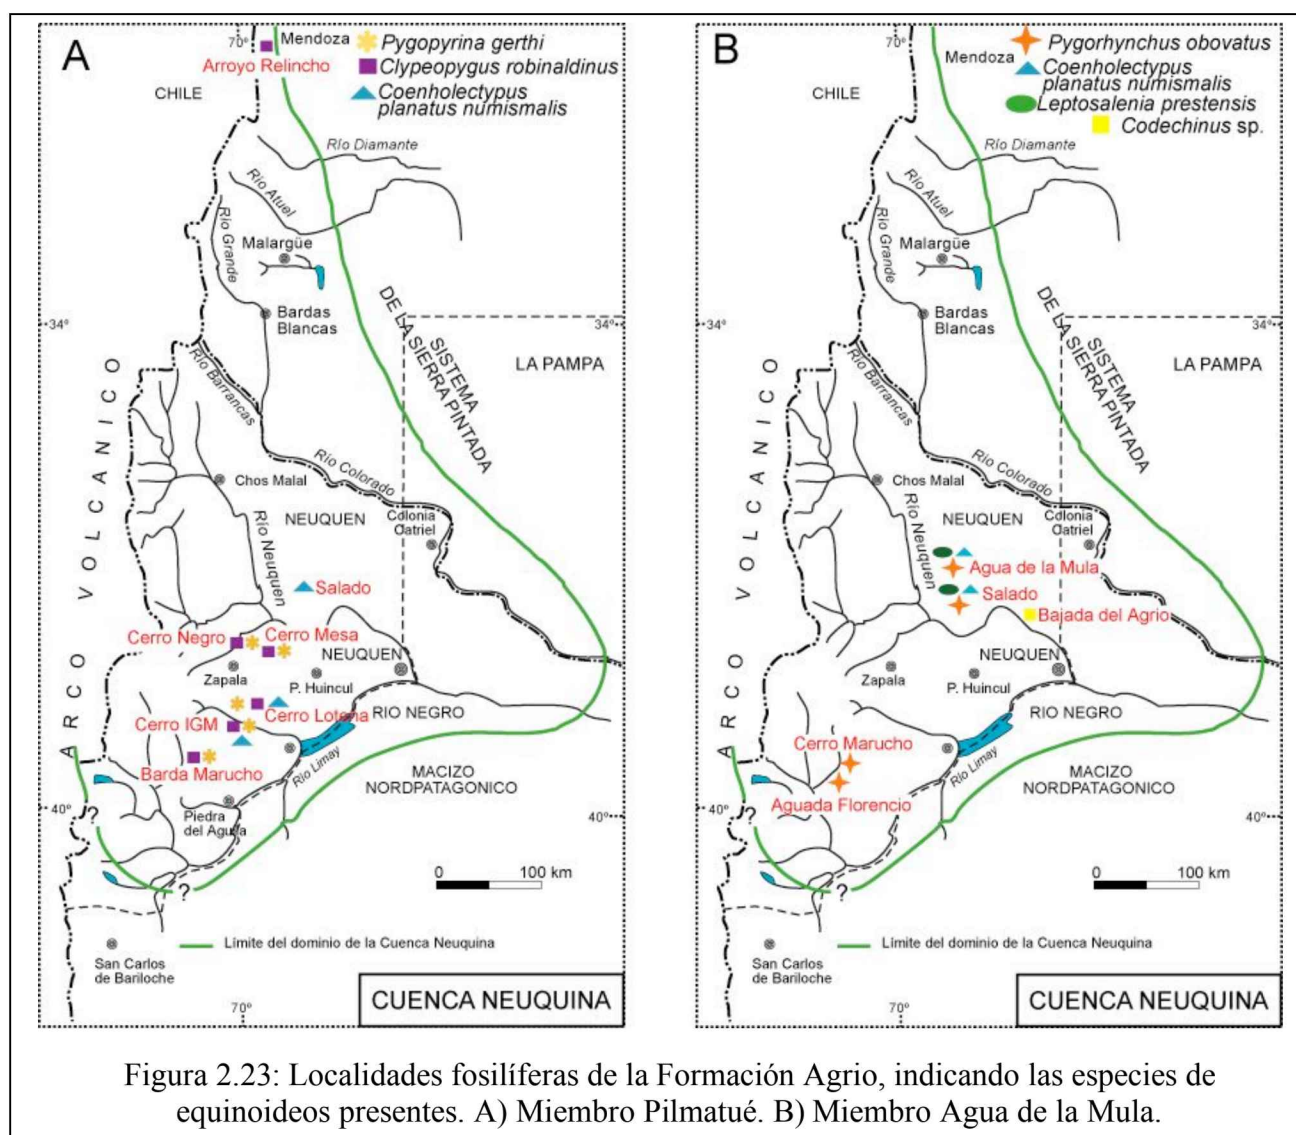 A
70°
Mendoza
Pygopyrina gerthi
Arroyo Relincho
Clypeopygus robinaldinus
Coenholectypus
planatus numismalis
CHILE
Río Diamante
Río Atuel
Río Grande
Malargüe
Bardas
Blancas
34°
SISTEMA
DE LA SIERRA PINTADA
Río Barrancas
LA PAMPA
ARCO VOLCANICO
Río Colorado
Chos Malal
NEUQUEN
Colonia
Catriel
Río Neuquen
Salado
Cerro Negro
Cerro Mesa
NEUQUEN
Zapala
P. Huincul
RIO NEGRO
Cerro Lotena
Cerro IGM
Barda Marucho
Río Limay
MACIZO
NORDPATAGONICO
40°
?
Piedra
del Aguila
?
0 100 km
Límite del dominio de la Cuenca Neuquina
San Carlos
de Bariloche
CUENCA NEUQUINA
70°
B
70°
Mendoza
Pygorhynchus obovatus
Coenholectypus
planatus numismalis
Leptosalenia prestensis
Codechinus sp.
CHILE
Río Diamante
Río Atuel
Río Grande
Malargüe
Bardas
Blancas
34°
34°
SISTEMA
DE LA SIERRA PINTADA
Río Barrancas
LA PAMPA
ARCO VOLCANICO
Río Colorado
Chos Malal
NEUQUEN
Colonia
Catriel
Río Neuquen
Agua de la Mula
Salado
Bajada del Agrio
NEUQUEN
Zapala
P. Huincul
RIO NEGRO
Cerro Marucho
Río Limay
MACIZO
NORDPATAGONICO
Aguada Florencio
40°
40°
?
?
0 100 km
Límite del dominio de la Cuenca Neuquina
San Carlos
de Bariloche
CUENCA NEUQUINA
70°
Figura 2.23: Localidades fosilíferas de la Formación Agrio, indicando las especies de
equinoideos presentes. A) Miembro Pilmatué. B) Miembro Agua de la Mula.